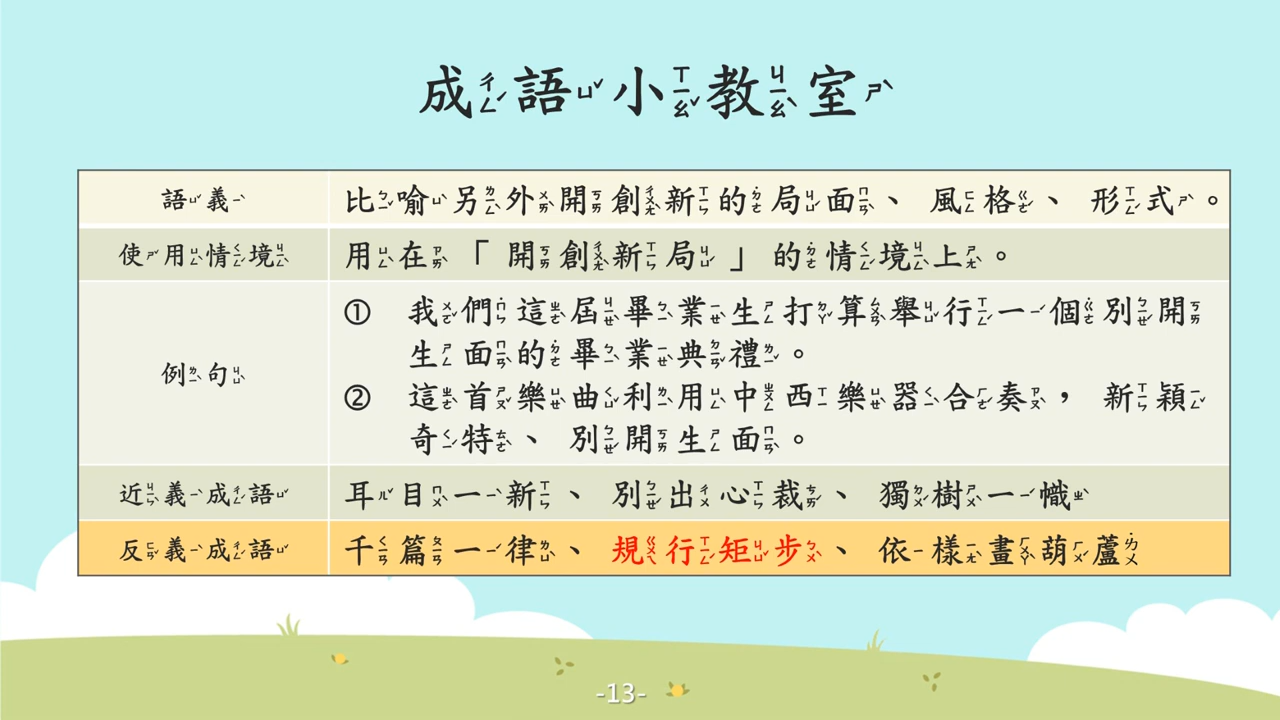 成語小教室
語義
比喻另外開創新的局面、風格、形式。
使用情境
用在「開創新局」的情境上。
例句
① 我們這屆畢業生打算舉行一個別開
生面的畢業典禮。
② 這首樂曲利用中西樂器合奏，新穎
奇特、別開生面。
近義成語
耳目一新、別出心裁、獨樹一幟
反義成語
千篇一律、規行矩步、依樣畫葫蘆
-13-